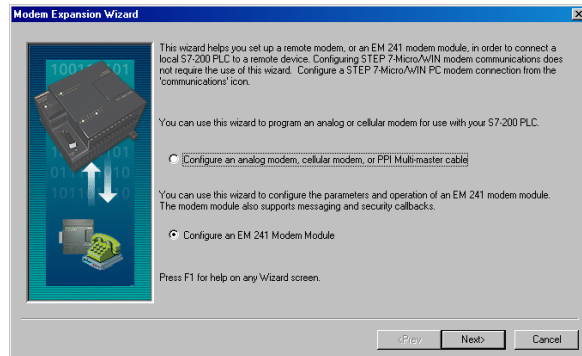 Modem Expansion Wizard
This wizard helps you set up a remote modem, or an EM 241 modem module, in order to connect a
local S7-200 PLC to a remote device. Configuring STEP 7-Micro/WIN modem communications does
not require the use of this wizard. Configure a STEP 7-Micro/WIN PC modem connection from the
'communications' icon.
You can use this wizard to program an analog or cellular modem for use with your S7-200 PLC.
Configure an analog modem, cellular modem, or PPI Multi-master cable
You can use this wizard to configure the parameters and operation of an EM 241 modem module.
The modem module also supports messaging and security callbacks.
Configure an EM 241 Modem Module
Press F1 for help on any Wizard screen.
<Prev Next> Cancel